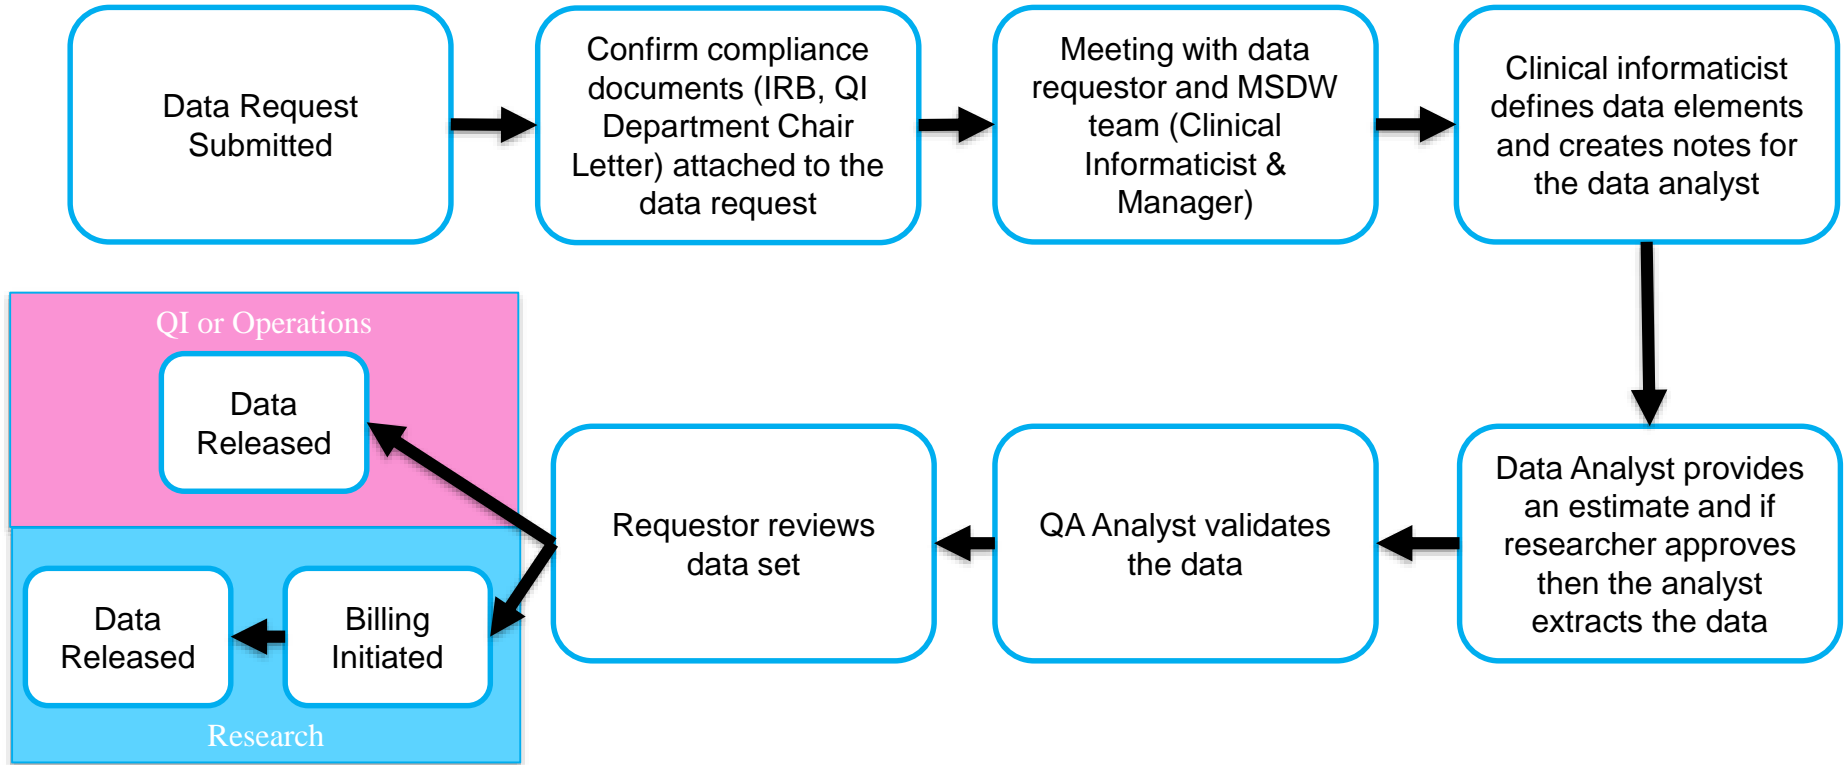 Data Request
Submitted
Confirm compliance
documents (IRB, QI
Department Chair
Letter) attached to the
data request
Meeting with data
requestor and MSDW
team (Clinical
Informaticist &
Manager)
Clinical informaticist
defines data elements
and creates notes for
the data analyst
Data Analyst provides
an estimate and if
researcher approves
then the analyst
extracts the data
QA Analyst validates
the data
Requestor reviews
data set
QI or Operations
Data
Released
Billing
Initiated
Data
Released
Research